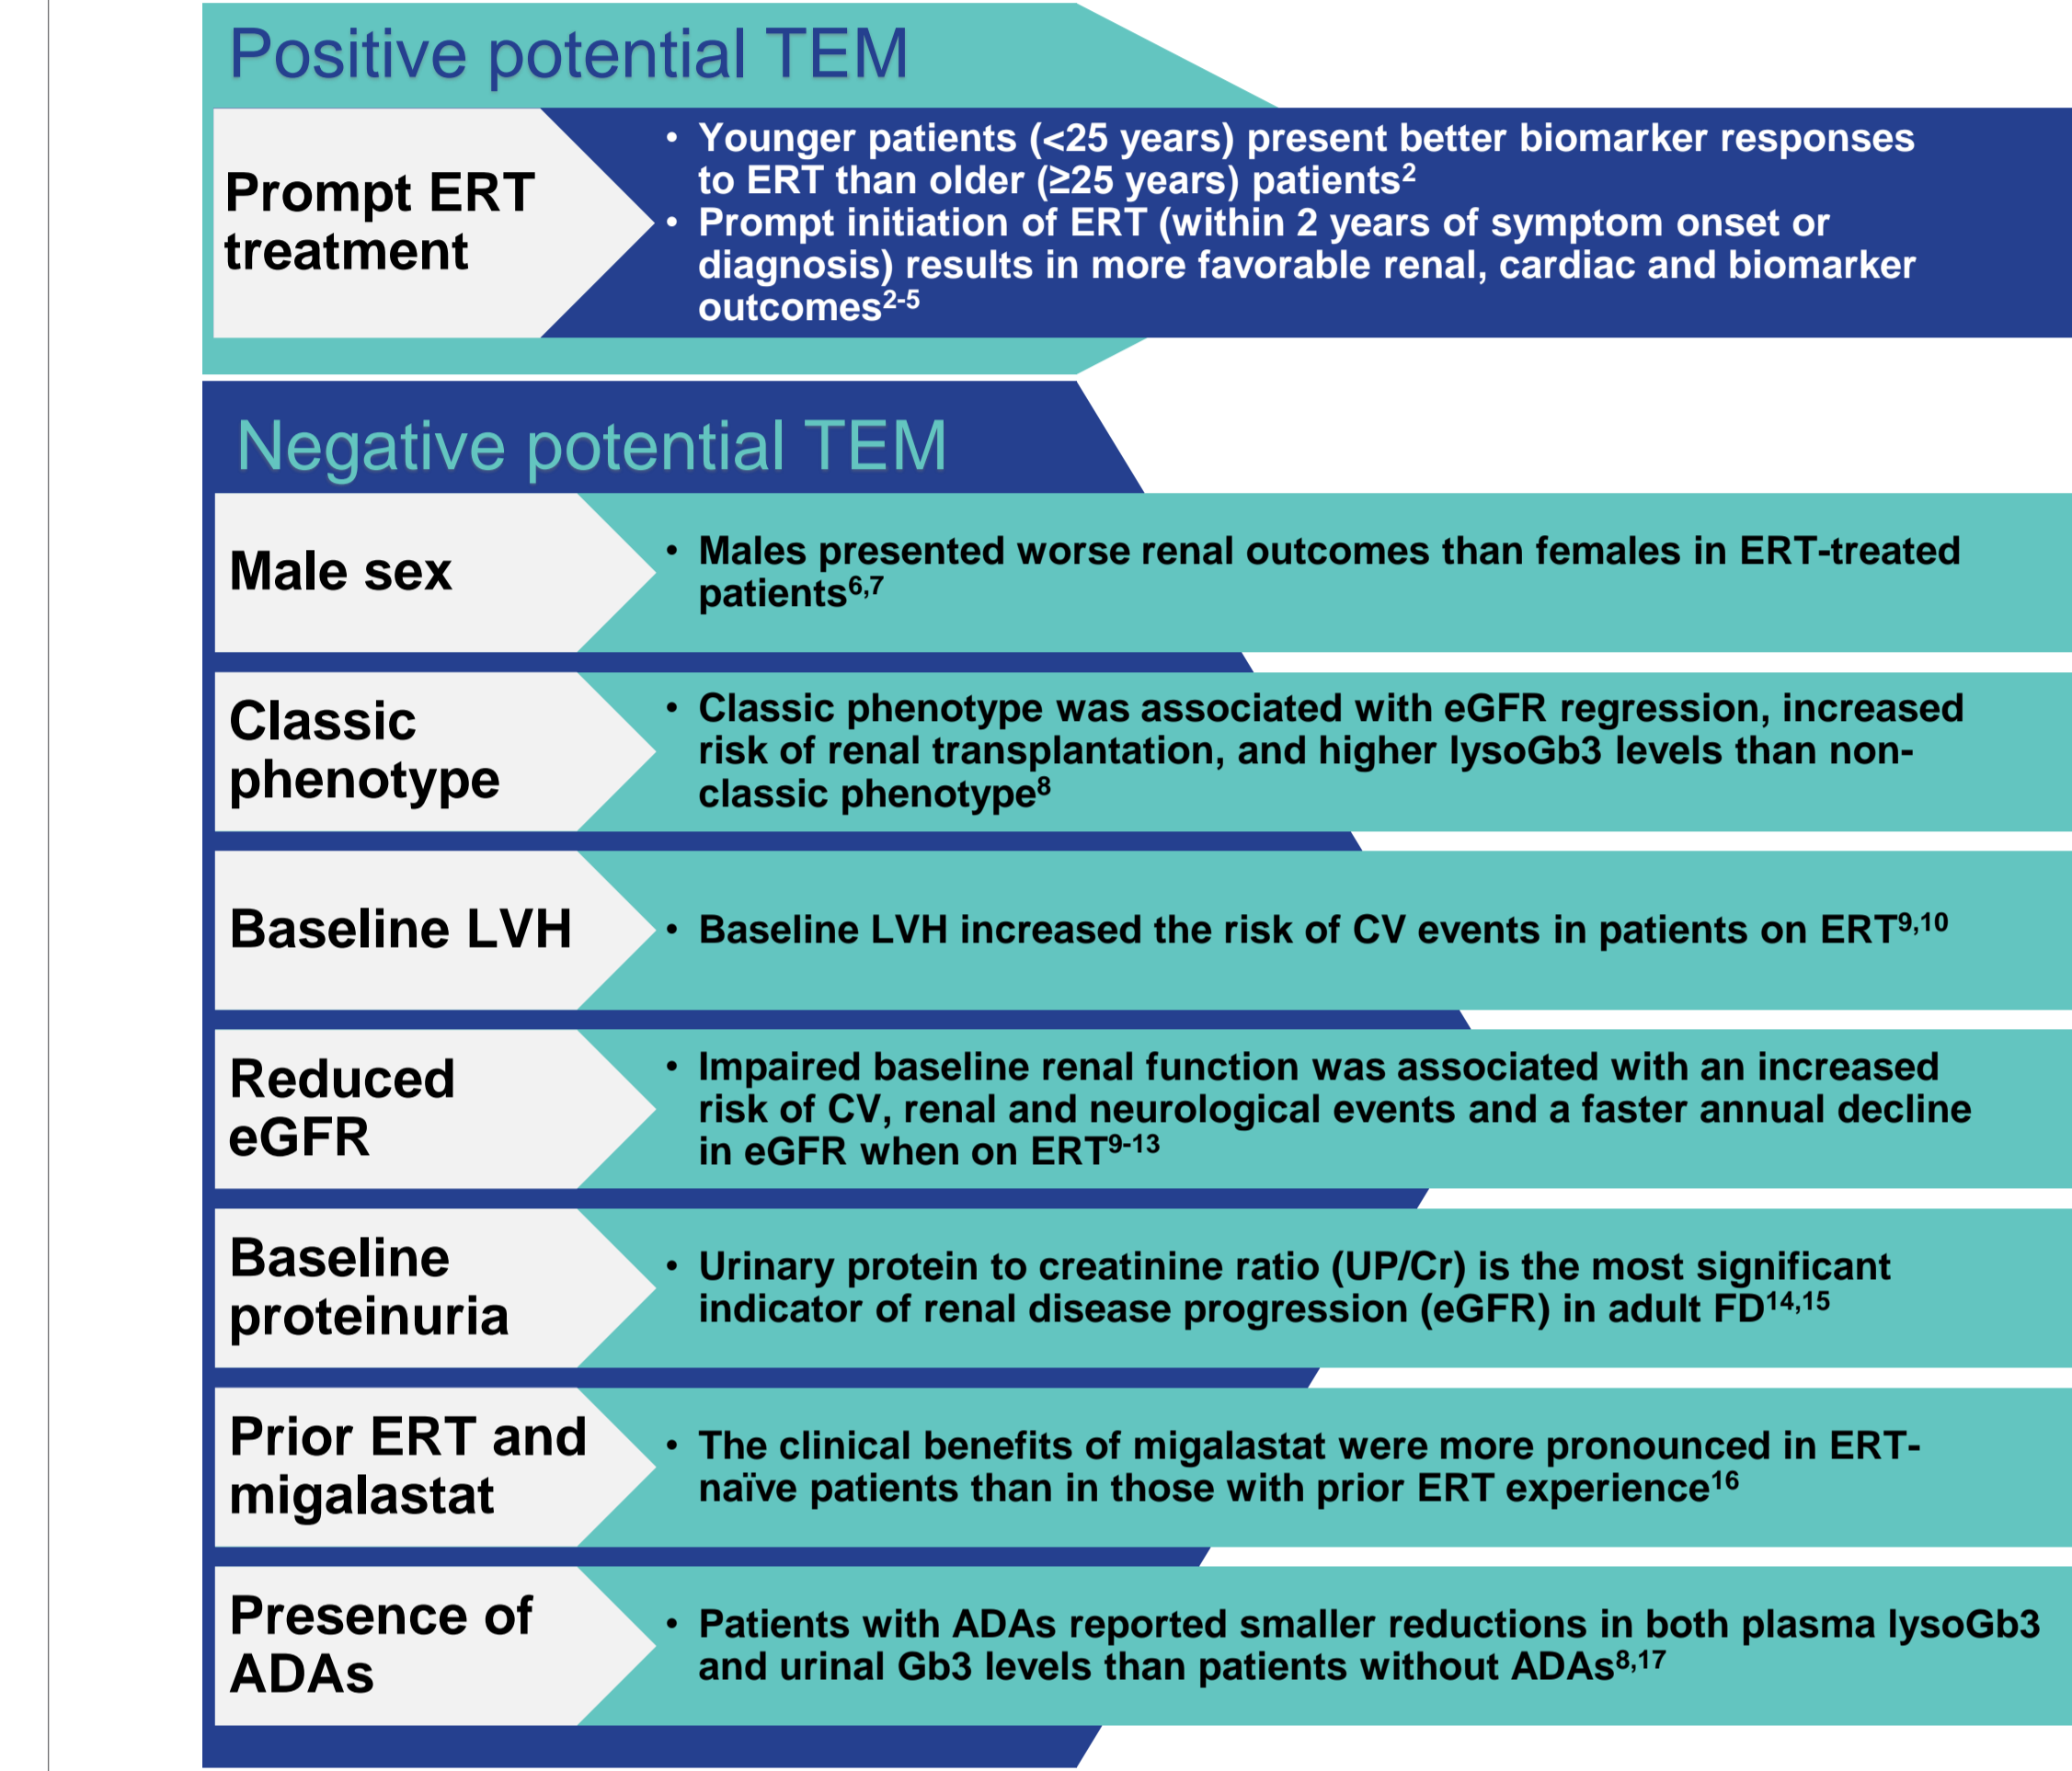 Positive potential TEM
Prompt ERT
treatment
• Younger patients (<25 years) present better biomarker responses
to ERT than older (≥25 years) patients²
• Prompt initiation of ERT (within 2 years of symptom onset or
diagnosis) results in more favorable renal, cardiac and biomarker
outcomes²⁻⁵
Negative potential TEM
Male sex
• Males presented worse renal outcomes than females in ERT-treated
patients⁶,⁷
Classic
phenotype
• Classic phenotype was associated with eGFR regression, increased
risk of renal transplantation, and higher lysoGb3 levels than non-
classic phenotype⁸
Baseline LVH
• Baseline LVH increased the risk of CV events in patients on ERT⁹,¹⁰
Reduced
eGFR
• Impaired baseline renal function was associated with an increased
risk of CV, renal and neurological events and a faster annual decline
in eGFR when on ERT⁹⁻¹³
Baseline
proteinuria
• Urinary protein to creatinine ratio (UP/Cr) is the most significant
indicator of renal disease progression (eGFR) in adult FD¹⁴,¹⁵
Prior ERT and
migalastat
• The clinical benefits of migalastat were more pronounced in ERT-
naïve patients than in those with prior ERT experience¹⁶
Presence of
ADAs
• Patients with ADAs reported smaller reductions in both plasma lysoGb3
and urinal Gb3 levels than patients without ADAs⁸,¹⁷